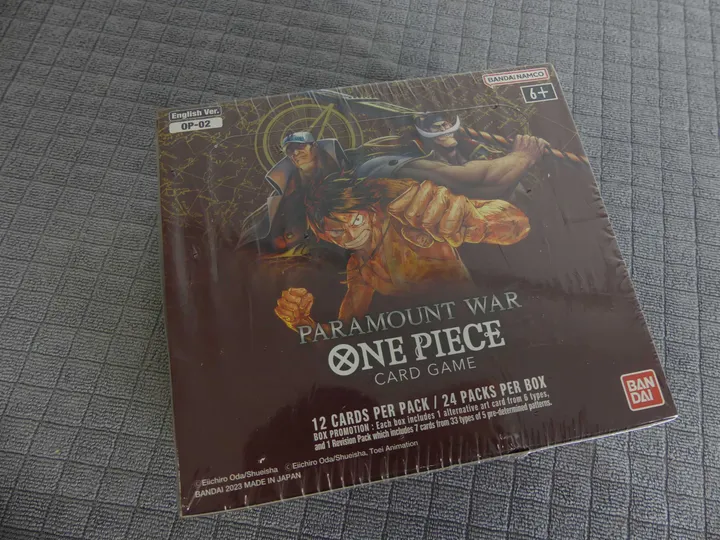 BANDAI NAMCO
6+
English Ver.
OP-02
PARAMOUNT WAR
ONE PIECE
CARD GAME
12 CARDS PER PACK / 24 PACKS PER BOX
BOX PROMOTION : Each box includes 1 alternative art card from 6 types,
and 1 Revision Pack which includes 2 cards from 33 types of 5 pre-determined patterns.
BAN
DAI
©Eiichiro Oda/Shueisha
©Eiichiro Oda/Shueisha, Toei Animation
BANDAI 2023 MADE IN JAPAN